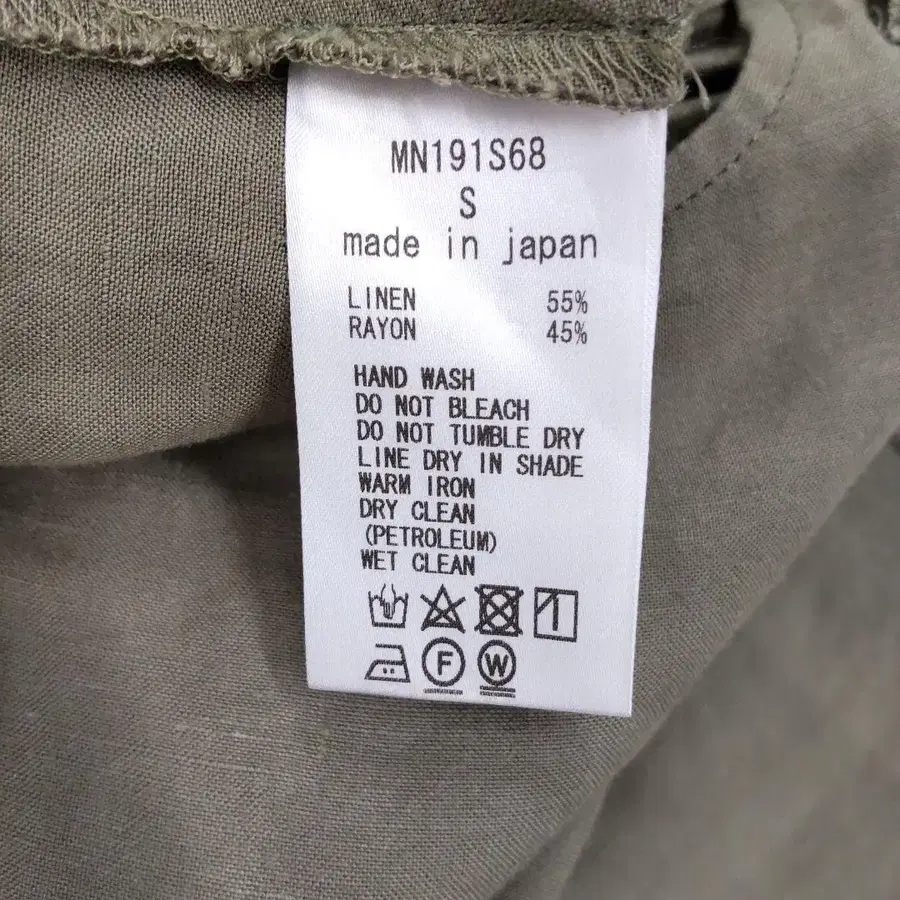 MN191S68
S
made in japan
LINEN 55%
RAYON 45%
HAND WASH
DO NOT BLEACH
DO NOT TUMBLE DRY
LINE DRY IN SHADE
WARM IRON
DRY CLEAN
(PETROLEUM)
WET CLEAN
F W